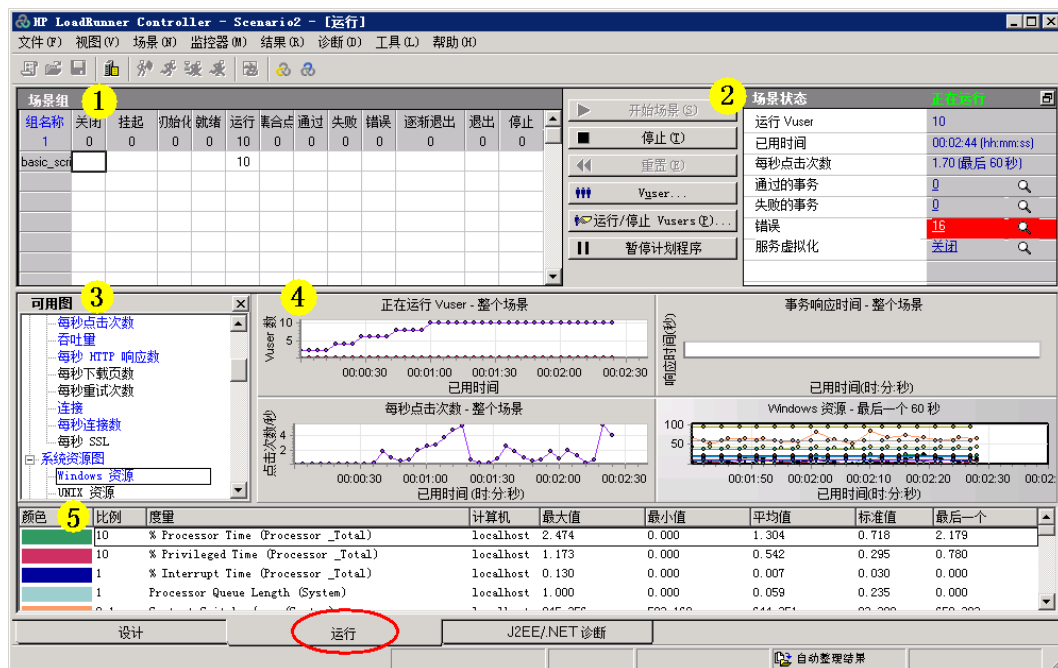 HP LoadRunner Controller - Scenario2 - [运行]
文件(F) 视图(V) 场景(N) 监控器(M) 结果(R) 诊断(D) 工具(L) 帮助(H)
场景组 1
组名称 关闭 挂起 初始化 就绪 运行 集合点 通过 失败 错误 逐渐退出 退出 停止
1 0 0 0 0 10 0 0 0 0 0 0 0
basic_scri 10
开始场景(S)
停止(T)
重置(E)
Vuser...
运行/停止 Vusers(P)...
暂停计划程序
2 场景状态 正在运行
运行 Vuser 10
已用时间 00:02:44 (hh:mm:ss)
每秒点击次数 1.70 (最后 60 秒)
通过的事务 0
失败的事务 0
错误 16
服务虚拟化 关闭
可用图 3
每秒点击次数
吞吐量
每秒 HTTP 响应数
每秒下载页数
每秒重试次数
连接
每秒连接数
每秒 SSL
系统资源图
Windows 资源
UNIX 资源
4
正在运行 Vuser - 整个场景
Vuser 数
10
5
00:00:30 00:01:00 00:01:30 00:02:00 00:02:30
已用时间
事务响应时间 - 整个场景
响应时间(秒)
已用时间(时:分:秒)
每秒点击次数 - 整个场景
点击次数/秒
4
2
00:00:30 00:01:00 00:01:30 00:02:00 00:02:30
已用时间(时:分:秒)
Windows 资源 - 最后一个 60 秒
100
50
00:01:50 00:02:00 00:02:10 00:02:20 00:02:30 00:02:
已用时间(时:分:秒)
颜色 5 比例 度量 计算机 最大值 最小值 平均值 标准值 最后一个
10 % Processor Time (Processor _Total) localhost 2.474 0.000 1.304 0.718 2.179
10 % Privileged Time (Processor _Total) localhost 1.173 0.000 0.542 0.295 0.780
1 % Interrupt Time (Processor _Total) localhost 0.130 0.000 0.007 0.030 0.000
1 Processor Queue Length (System) localhost 1.000 0.000 0.059 0.235 0.000
设计 运行 J2EE/.NET 诊断
自动整理结果